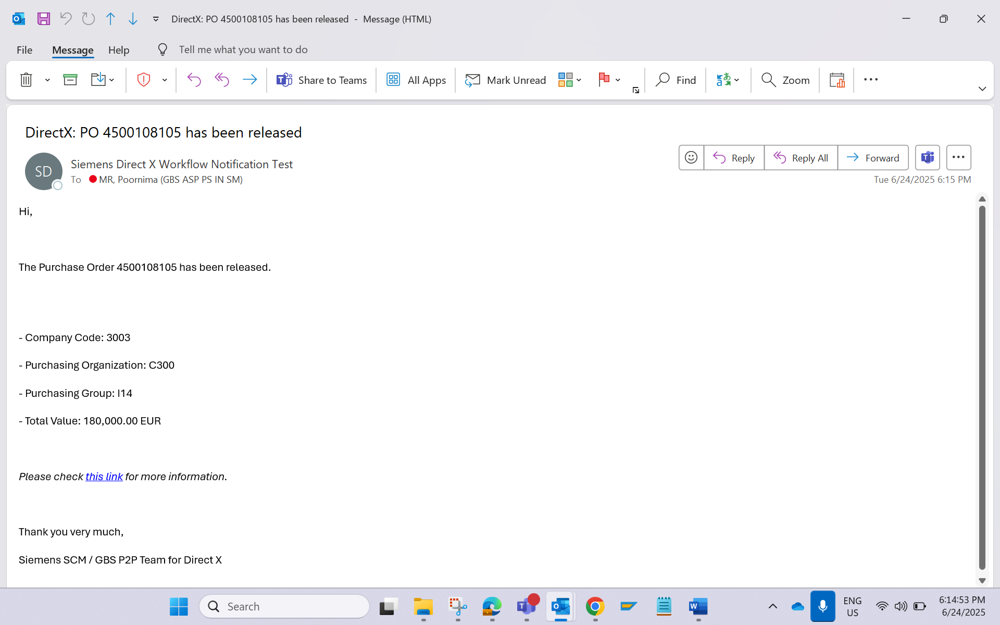 DirectX: PO 4500108105 has been released - Message (HTML)
File Message Help Tell me what you want to do
Share to Teams All Apps Mark Unread Find Zoom
DirectX: PO 4500108105 has been released
SD
Siemens Direct X Workflow Notification Test
To MR, Poornima (GBS ASP PS IN SM)
Reply Reply All Forward
Tue 6/24/2025 6:15 PM
Hi,
The Purchase Order 4500108105 has been released.
- Company Code: 3003
- Purchasing Organization: C300
- Purchasing Group: I14
- Total Value: 180,000.00 EUR
Please check this link for more information.
Thank you very much,
Siemens SCM / GBS P2P Team for Direct X
Search
ENG
US
6:14:53 PM
6/24/2025